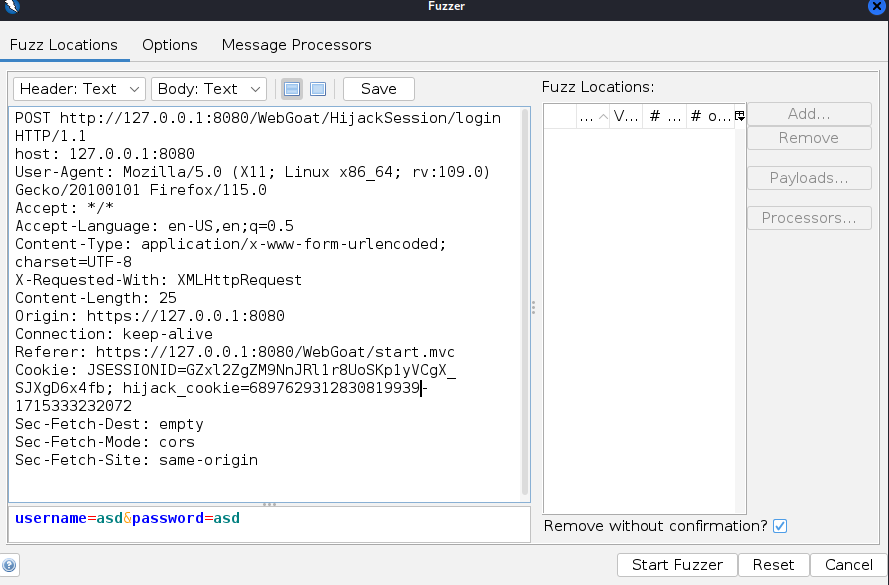 Fuzzer
Fuzz Locations Options Message Processors
Header: Text Body: Text Save
POST http://127.0.0.1:8080/WebGoat/HijackSession/login
HTTP/1.1
host: 127.0.0.1:8080
User-Agent: Mozilla/5.0 (X11; Linux x86_64; rv:109.0)
Gecko/20100101 Firefox/115.0
Accept: */*
Accept-Language: en-US,en;q=0.5
Content-Type: application/x-www-form-urlencoded;
charset=UTF-8
X-Requested-With: XMLHttpRequest
Content-Length: 25
Origin: https://127.0.0.1:8080
Connection: keep-alive
Referer: https://127.0.0.1:8080/WebGoat/start.mvc
Cookie: JSESSIONID=GZxl2ZgZM9NnJRl1r8UoSKp1yVCgX_
SJXgD6x4fb; hijack_cookie=6897629312830819939-
1715333232072
Sec-Fetch-Dest: empty
Sec-Fetch-Mode: cors
Sec-Fetch-Site: same-origin
username=asd&password=asd
Fuzz Locations:
... V... # ... # o...
Add...
Remove
Payloads...
Processors...
Remove without confirmation?
Start Fuzzer Reset Cancel